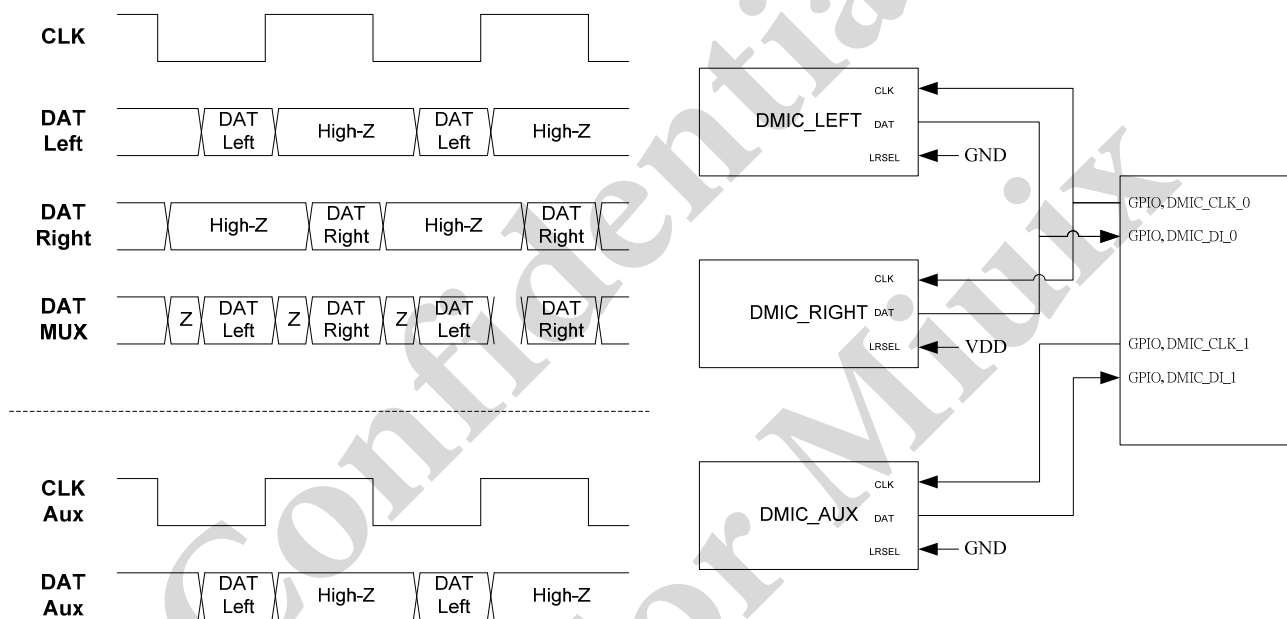 CLK
DAT
Left
DAT
Left
High-Z
DAT
Left
High-Z
DAT
Right
High-Z
DAT
Right
High-Z
DAT
Right
DAT
MUX
Z
DAT
Left
Z
DAT
Right
Z
DAT
Left
DAT
Right
CLK
Aux
DAT
Aux
DAT
Left
High-Z
DAT
Left
High-Z
DMIC_LEFT
CLK
DAT
LRSEL
GND
DMIC_RIGHT
CLK
DAT
LRSEL
VDD
DMIC_AUX
CLK
DAT
LRSEL
GND
GPIO, DMIC_CLK_0
GPIO, DMIC_DI_0
GPIO, DMIC_CLK_1
GPIO, DMIC_DI_1
Confidential
for Miuix